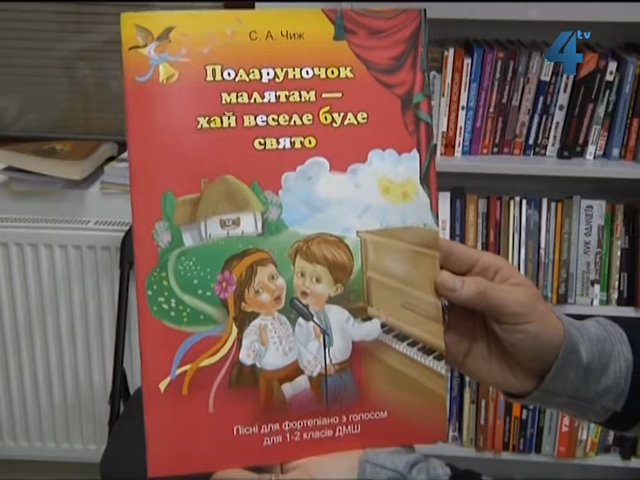 4tv
С. А. Чиж
Подаруночок
малятам —
хай веселе буде
свято
Пісні для фортепіано з голосом
для 1-2 класів ДМШ